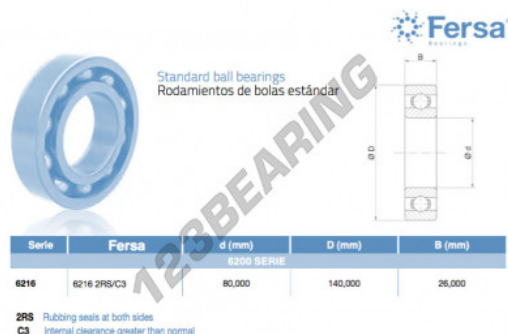 Fersa
Bearings
Standard ball bearings
Rodamientos de bolas estándar
B
Ø D
Ø d
123BEARING
Serie Fersa d (mm) D (mm) B (mm)
6200 SERIE
6216 6216 2RS/C3 80,000 140,000 26,000
2RS Rubbing seals at both sides
C3 Internal clearance greater than normal